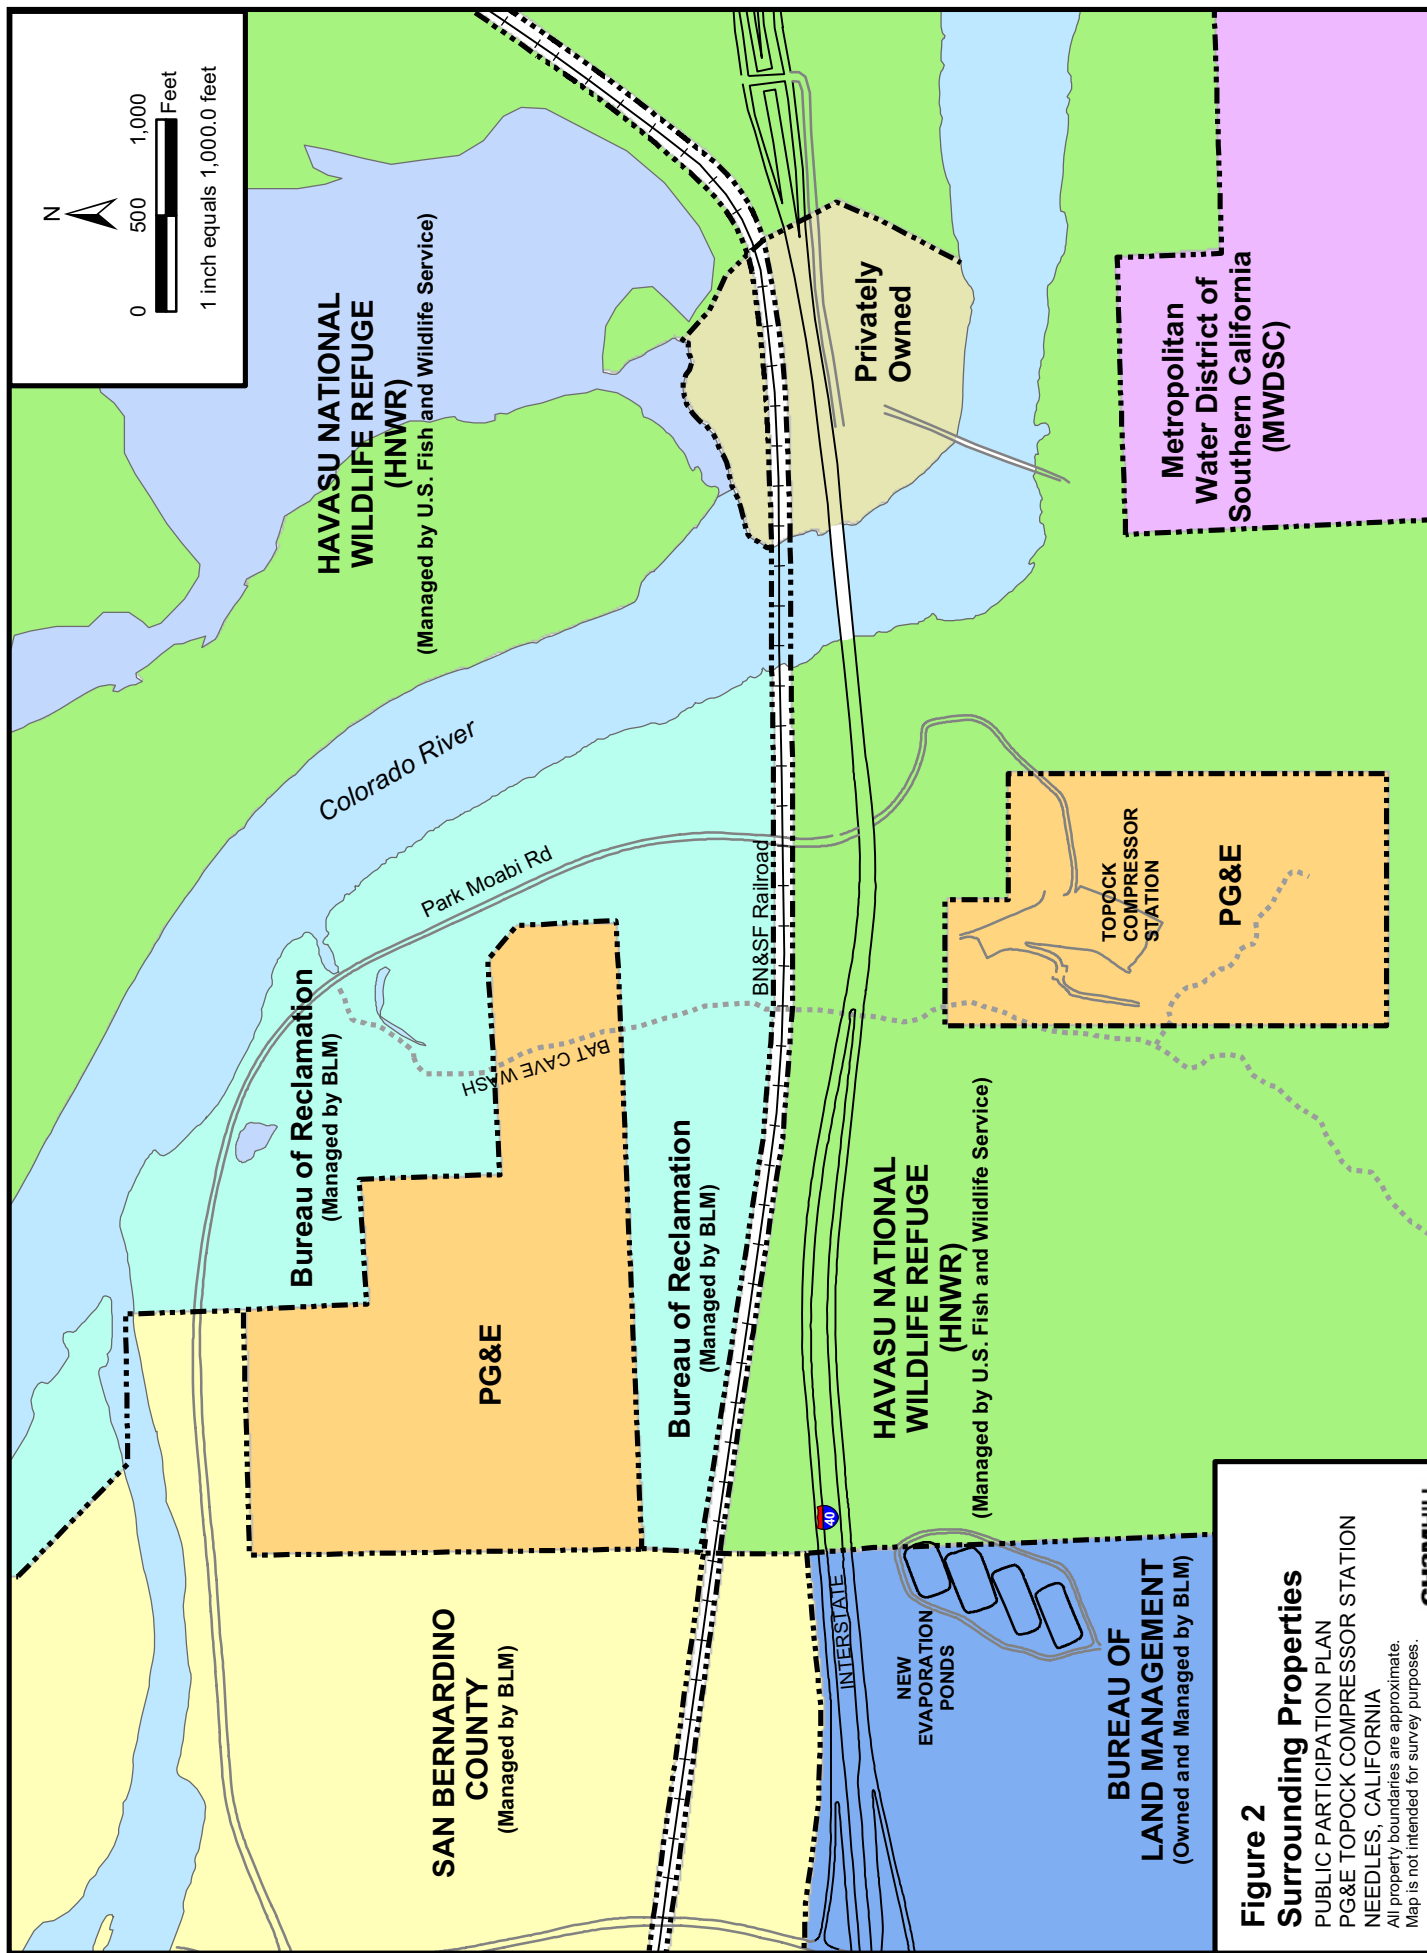 N
0 500 1,000
Feet
1 inch equals 1,000.0 feet
HAVASU NATIONAL
WILDLIFE REFUGE
(HNWR)
(Managed by U.S. Fish and Wildlife Service)
Colorado River
Park Moabi Rd
Bureau of Reclamation
(Managed by BLM)
BAT CAVE WASH
PG&E
SAN BERNARDINO
COUNTY
(Managed by BLM)
Bureau of Reclamation
(Managed by BLM)
BN&SF Railroad
Privately
Owned
INTERSTATE
40
HAVASU NATIONAL
WILDLIFE REFUGE
(HNWR)
(Managed by U.S. Fish and Wildlife Service)
NEW
EVAPORATION
PONDS
BUREAU OF
LAND MANAGEMENT
(Owned and Managed by BLM)
TOPOCK
COMPRESSOR
STATION
PG&E
Metropolitan
Water District of
Southern California
(MWDSC)
Figure 2
Surrounding Properties
PUBLIC PARTICIPATION PLAN
PG&E TOPOCK COMPRESSOR STATION
NEEDLES, CALIFORNIA
All property boundaries are approximate.
Map is not intended for survey purposes.